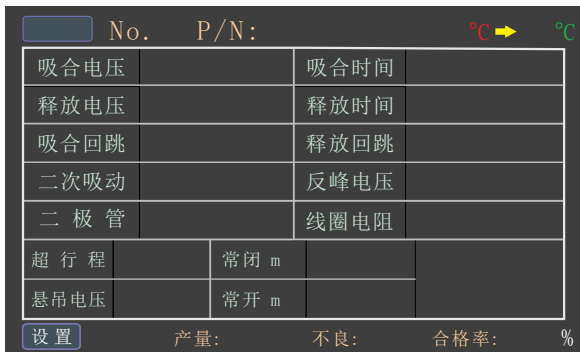 No. P/N: ℃ ➡ ℃
吸合电压 吸合时间
释放电压 释放时间
吸合回跳 释放回跳
二次吸动 反峰电压
二 极 管 线圈电阻
超 行 程 常闭 m
悬吊电压 常开 m
设置 产量: 不良: 合格率: %